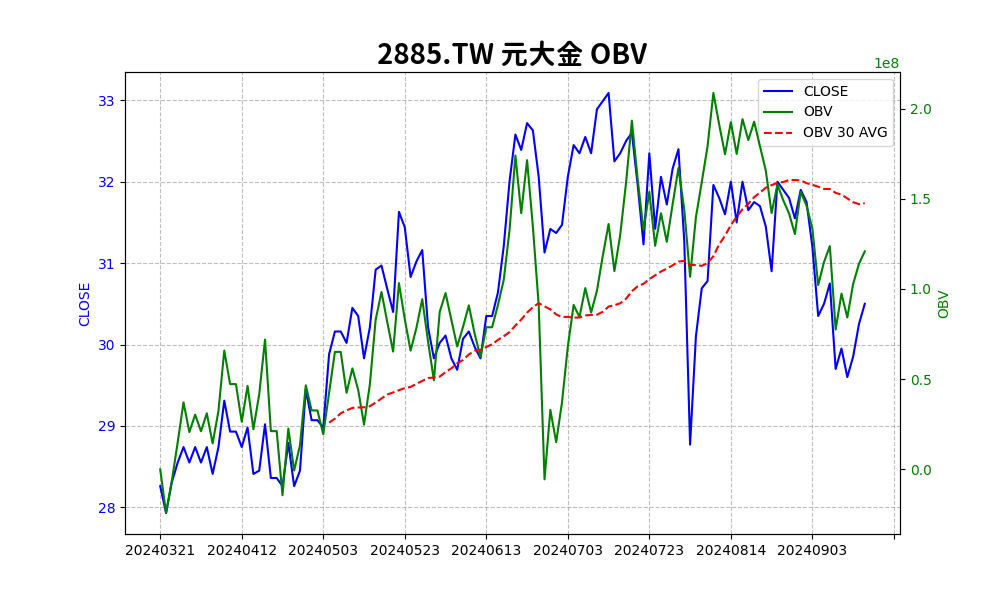 2885.TW 元大金 OBV
1e8
CLOSE
OBV
OBV 30 AVG
33
32
31
30
29
28
CLOSE
2.0
1.5
1.0
0.5
0.0
OBV
20240321 20240412 20240503 20240523 20240613 20240703 20240723 20240814 20240903